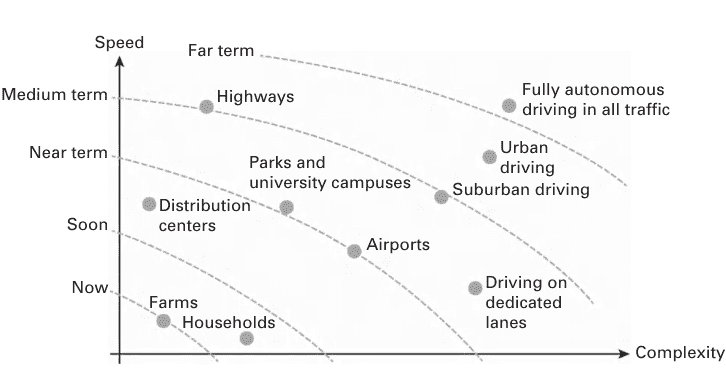 Speed
Far term
Medium term
Highways
Fully autonomous
driving in all traffic
Near term
Urban
driving
Parks and
university campuses
Suburban driving
Distribution
centers
Soon
Airports
Now
Driving on
dedicated
lanes
Farms
Households
Complexity